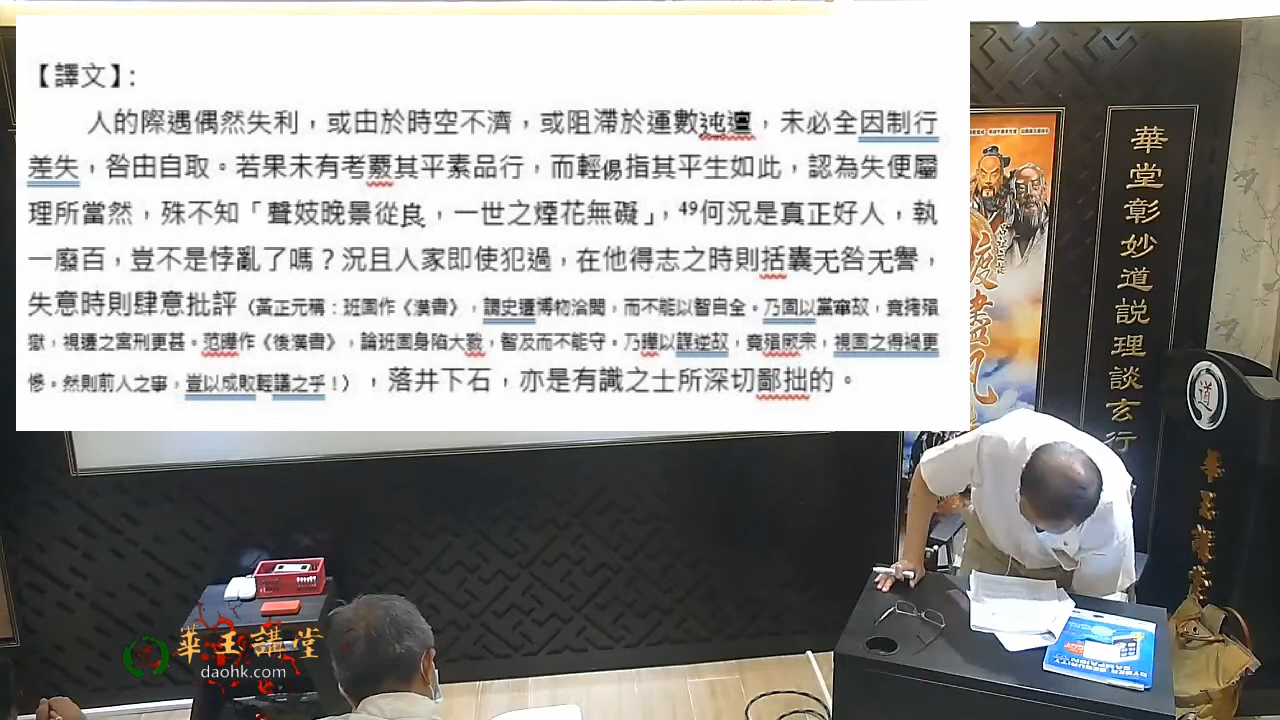 【譯文】:
人的際遇偶然失利，或由於時空不濟，或阻滯於運數迍邅，未必全因制行
差失，咎由自取。若果未有考覈其平素品行，而輕惕指其平生如此，認為失便屬
理所當然，殊不知「聲妓晚景從良，一世之煙花無礙」，49何況是真正好人，執
一廢百，豈不是悖亂了嗎？況且人家即使犯過，在他得志之時則括囊无咎无譽，
失意時則肆意批評（黃正元稱：班固作《漢書》，謂史遷博物洽聞，而不能以智自全。乃固以黨竇故，竟拷殞
獄，視遷之宮刑更甚。范曄作《後漢書》，論班固身陷大戮，智及而不能守。乃曄以謀逆故，竟殞厥宗，視固之得禍更
慘。然則前人之事，豈以成敗輕議之乎！），落井下石，亦是有識之士所深切鄙拙的。
華堂彰妙道説理談玄行
道
華玉講堂
daohk.com
CYBER SECURITY
CAMPAIGN